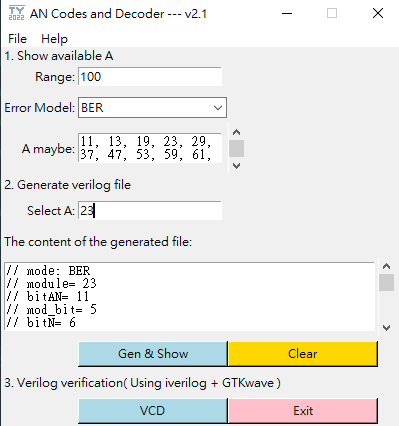 TY
2022
AN Codes and Decoder --- v2.1
File Help
1. Show available A
Range: 100
Error Model: BER
A maybe: 11, 13, 19, 23, 29,
37, 47, 53, 59, 61,
2. Generate verilog file
Select A: 23
The content of the generated file:
// mode: BER
// module= 23
// bitAN= 11
// mod_bit= 5
// bitN= 6
Gen & Show Clear
3. Verilog verification( Using iverilog + GTKwave )
VCD Exit